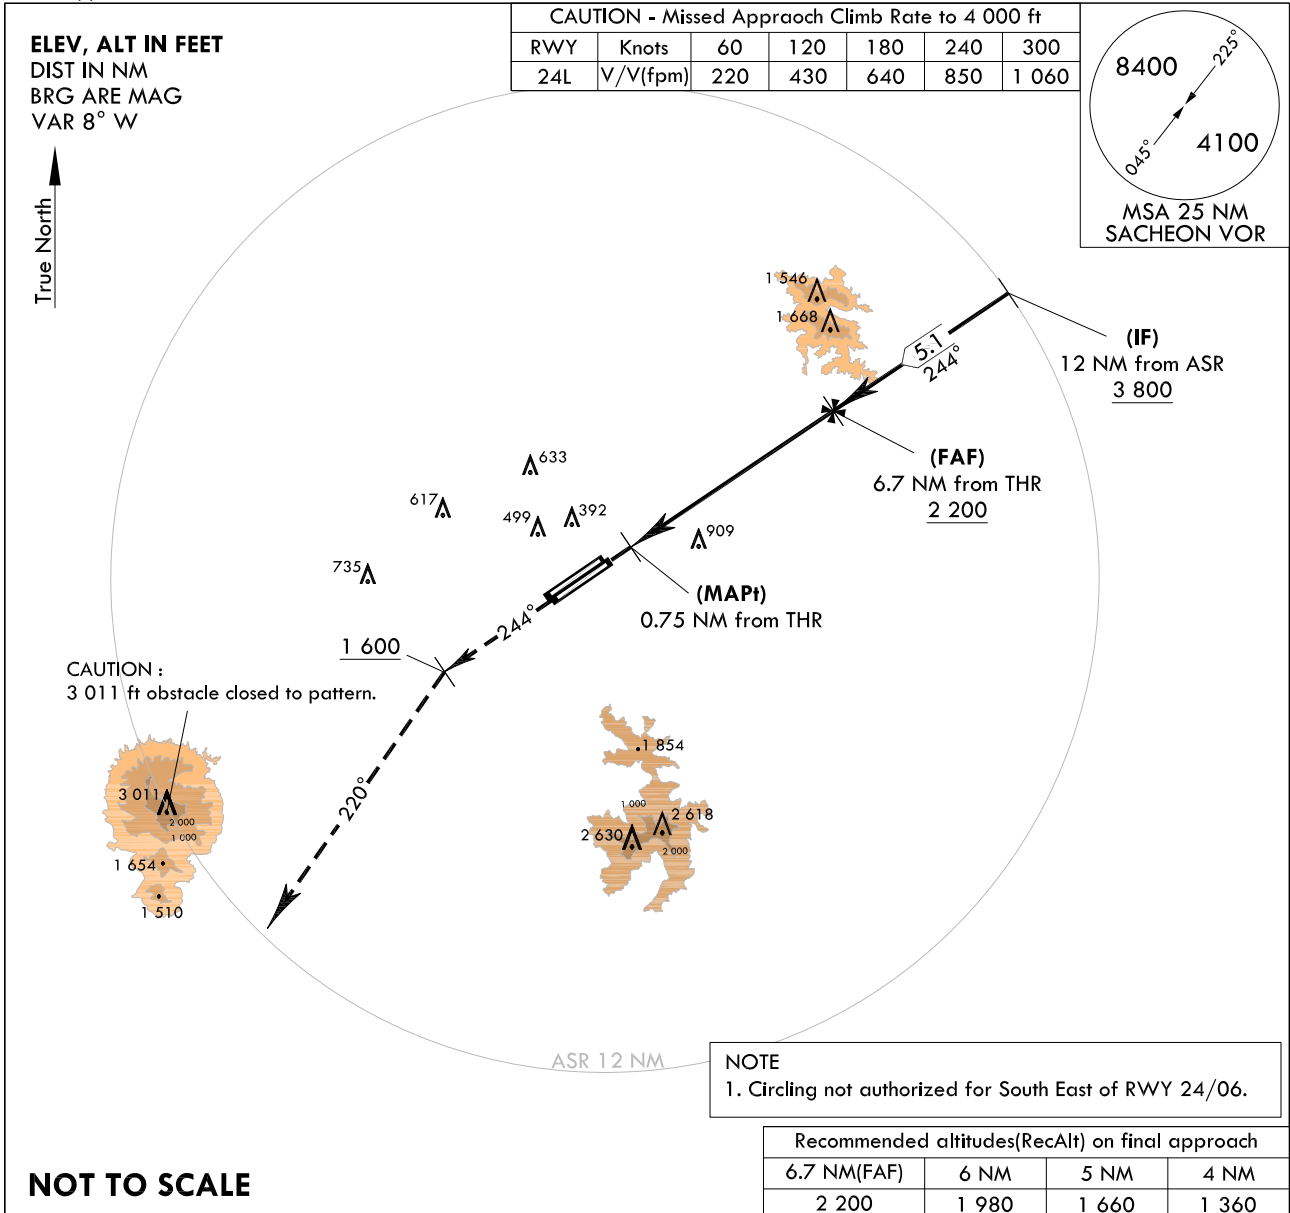 CAUTION - Missed Appraoch Climb Rate to 4 000 ft
RWY Knots 60 120 180 240 300
24L V/V(fpm) 220 430 640 850 1 060
ELEV, ALT IN FEET
DIST IN NM
BRG ARE MAG
VAR 8° W
True North
8400
225°
045°
4100
MSA 25 NM
SACHEON VOR
1 546
1 668
5.1
244°
(IF)
12 NM from ASR
3 800
(FAF)
6.7 NM from THR
2 200
633
617
499
392
909
735
(MAPt)
0.75 NM from THR
244°
1 600
CAUTION :
3 011 ft obstacle closed to pattern.
220°
3 011
2 000
1 000
1 654
1 510
1 854
1 000
2 618
2 630
2 000
ASR 12 NM
NOTE
1. Circling not authorized for South East of RWY 24/06.
Recommended altitudes(RecAlt) on final approach
6.7 NM(FAF) 6 NM 5 NM 4 NM
2 200 1 980 1 660 1 360
NOT TO SCALE